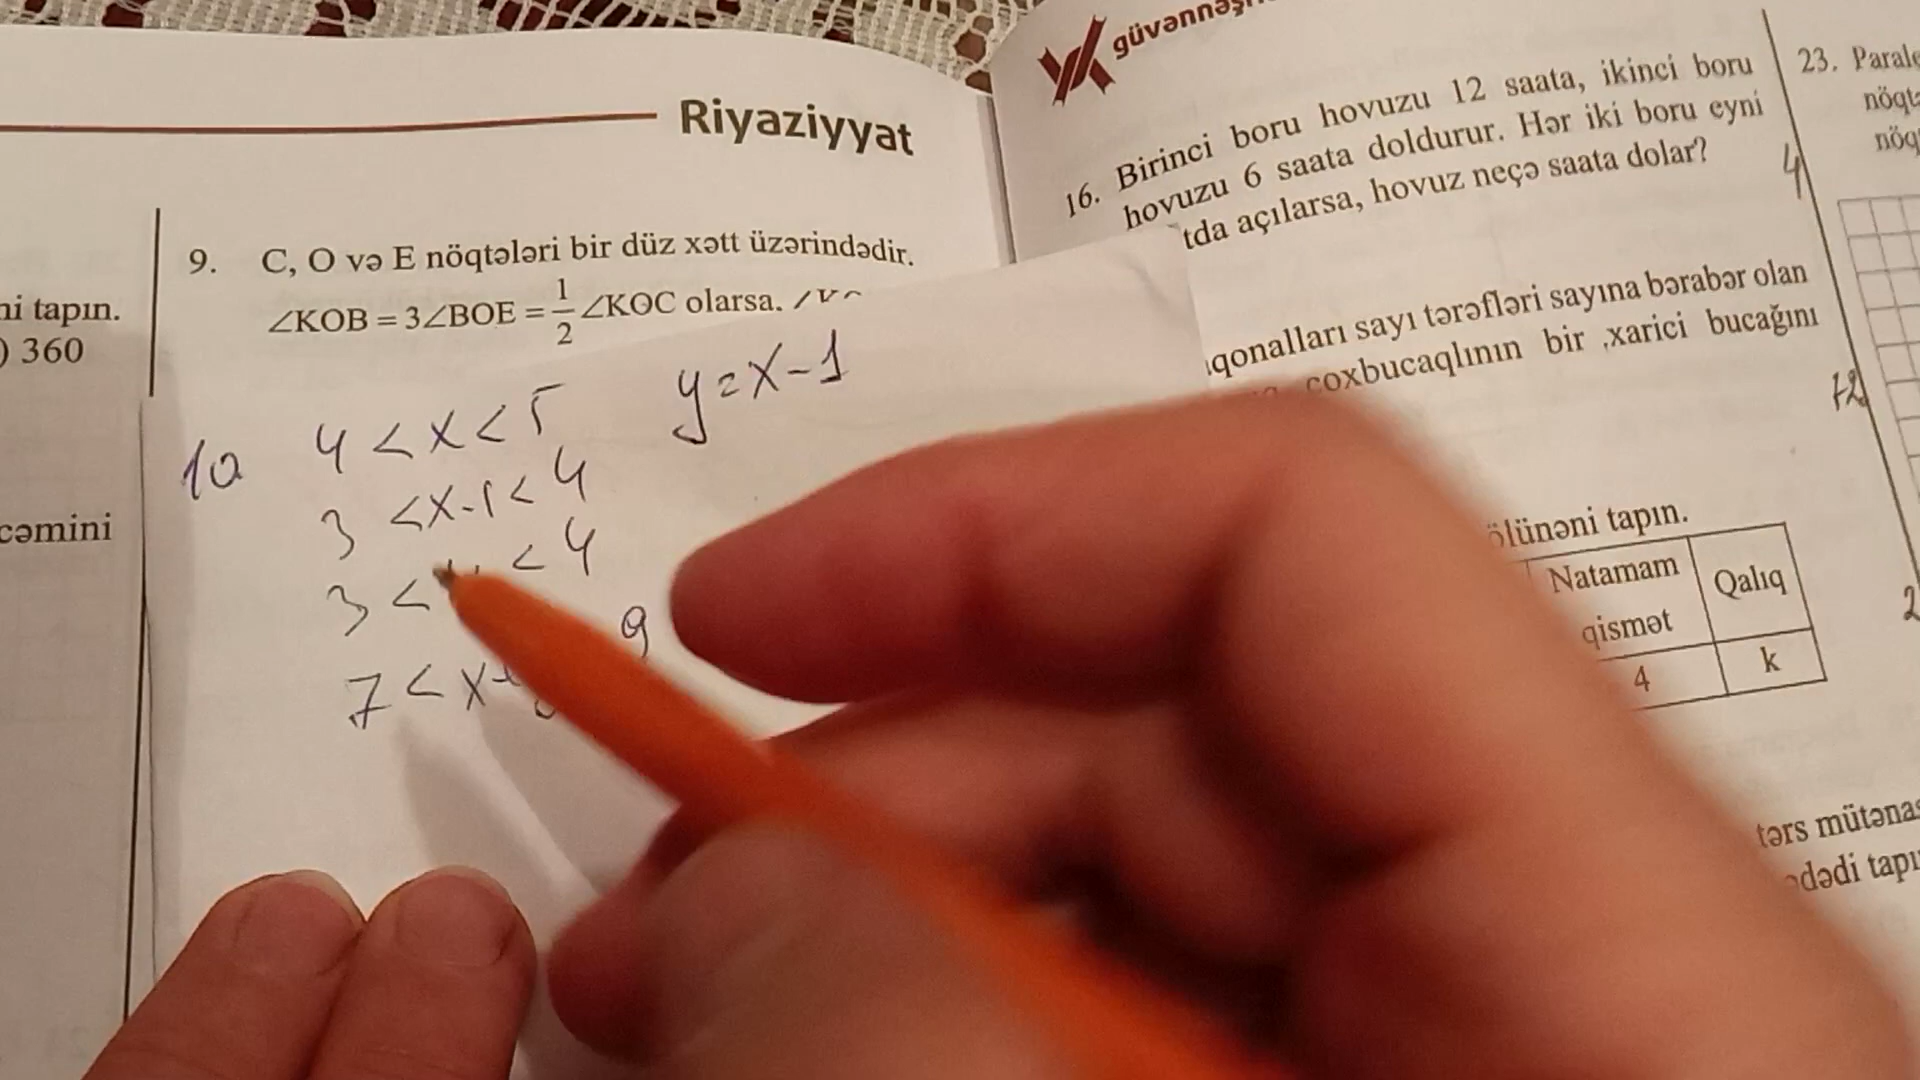 Riyaziyyat
9. C, O və E nöqtələri bir düz xətt üzərindədir.
∠KOB = 3∠BOE = 1/2 ∠KOC olarsa.
ni tapın.
) 360
cəmini
10 4 < x < 5 y = x - 1
3 < x - 1 < 4
3 < < 4
7 < x + 9
güvənnəşr
16. Birinci boru hovuzu 12 saata, ikinci boru
hovuzu 6 saata doldurur. Hər iki boru eyni
tda açılarsa, hovuz neçə saata dolar?
4
qonalları sayı tərəfləri sayına bərabər olan
çoxbucaqlının bir ,xarici bucağını
ölünəni tapın.
Natamam qismət Qalıq
4 k
tərs mütənas
ədədi tapı
23. Parale
nöqtə
nöq
2